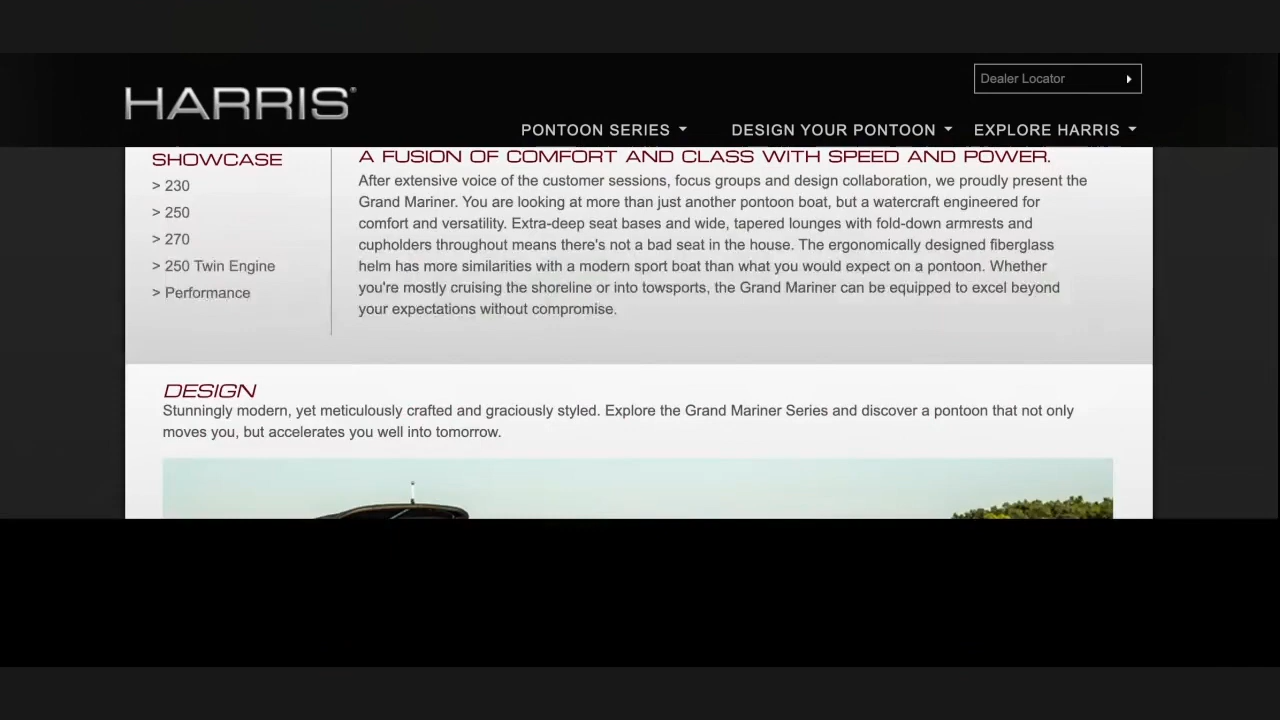 HARRIS®
Dealer Locator
PONTOON SERIES
DESIGN YOUR PONTOON
EXPLORE HARRIS
SHOWCASE
> 230
> 250
> 270
> 250 Twin Engine
> Performance
A FUSION OF COMFORT AND CLASS WITH SPEED AND POWER.
After extensive voice of the customer sessions, focus groups and design collaboration, we proudly present the
Grand Mariner. You are looking at more than just another pontoon boat, but a watercraft engineered for
comfort and versatility. Extra-deep seat bases and wide, tapered lounges with fold-down armrests and
cupholders throughout means there's not a bad seat in the house. The ergonomically designed fiberglass
helm has more similarities with a modern sport boat than what you would expect on a pontoon. Whether
you're mostly cruising the shoreline or into towsports, the Grand Mariner can be equipped to excel beyond
your expectations without compromise.
DESIGN
Stunningly modern, yet meticulously crafted and graciously styled. Explore the Grand Mariner Series and discover a pontoon that not only
moves you, but accelerates you well into tomorrow.